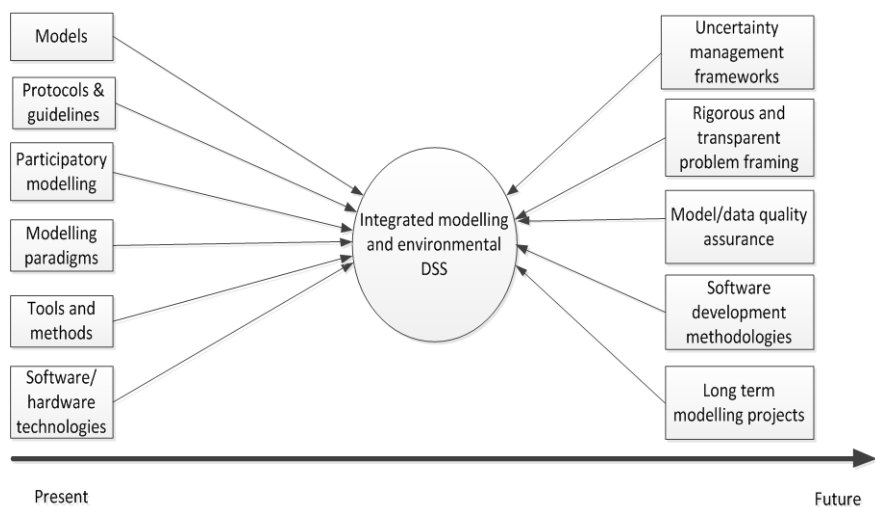 Models
Protocols &
guidelines
Participatory
modelling
Modelling
paradigms
Tools and
methods
Software/
hardware
technologies
Integrated modelling
and environmental
DSS
Uncertainty
management
frameworks
Rigorous and
transparent
problem framing
Model/data quality
assurance
Software
development
methodologies
Long term
modelling projects
Present
Future